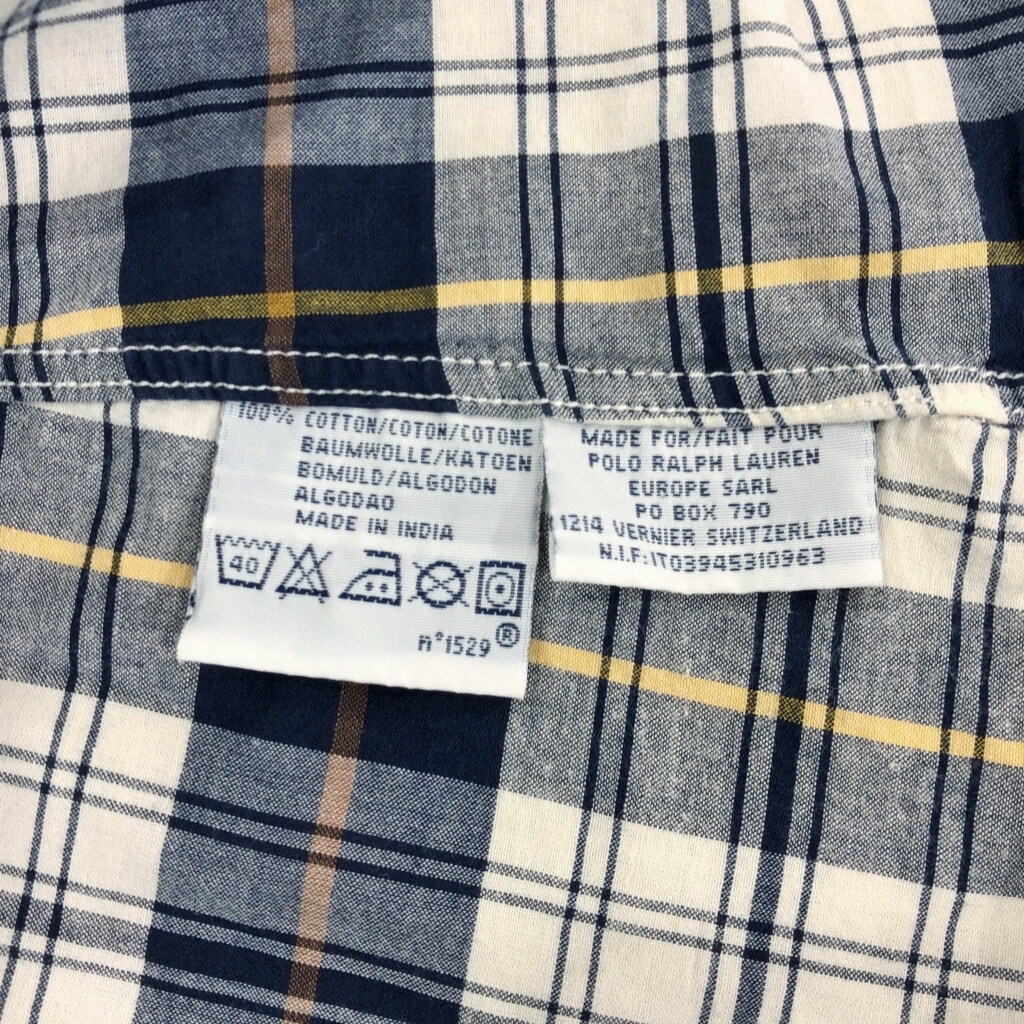 100% COTTON/COTON/COTONE
BAUMWOLLE/KATOEN
BOMULD/ALGODON
ALGODAO
MADE IN INDIA
40
n°1529®
MADE FOR/FAIT POUR
POLO RALPH LAUREN
EUROPE SARL
PO BOX 790
1214 VERNIER SWITZERLAND
N.I.F:IT03945310963